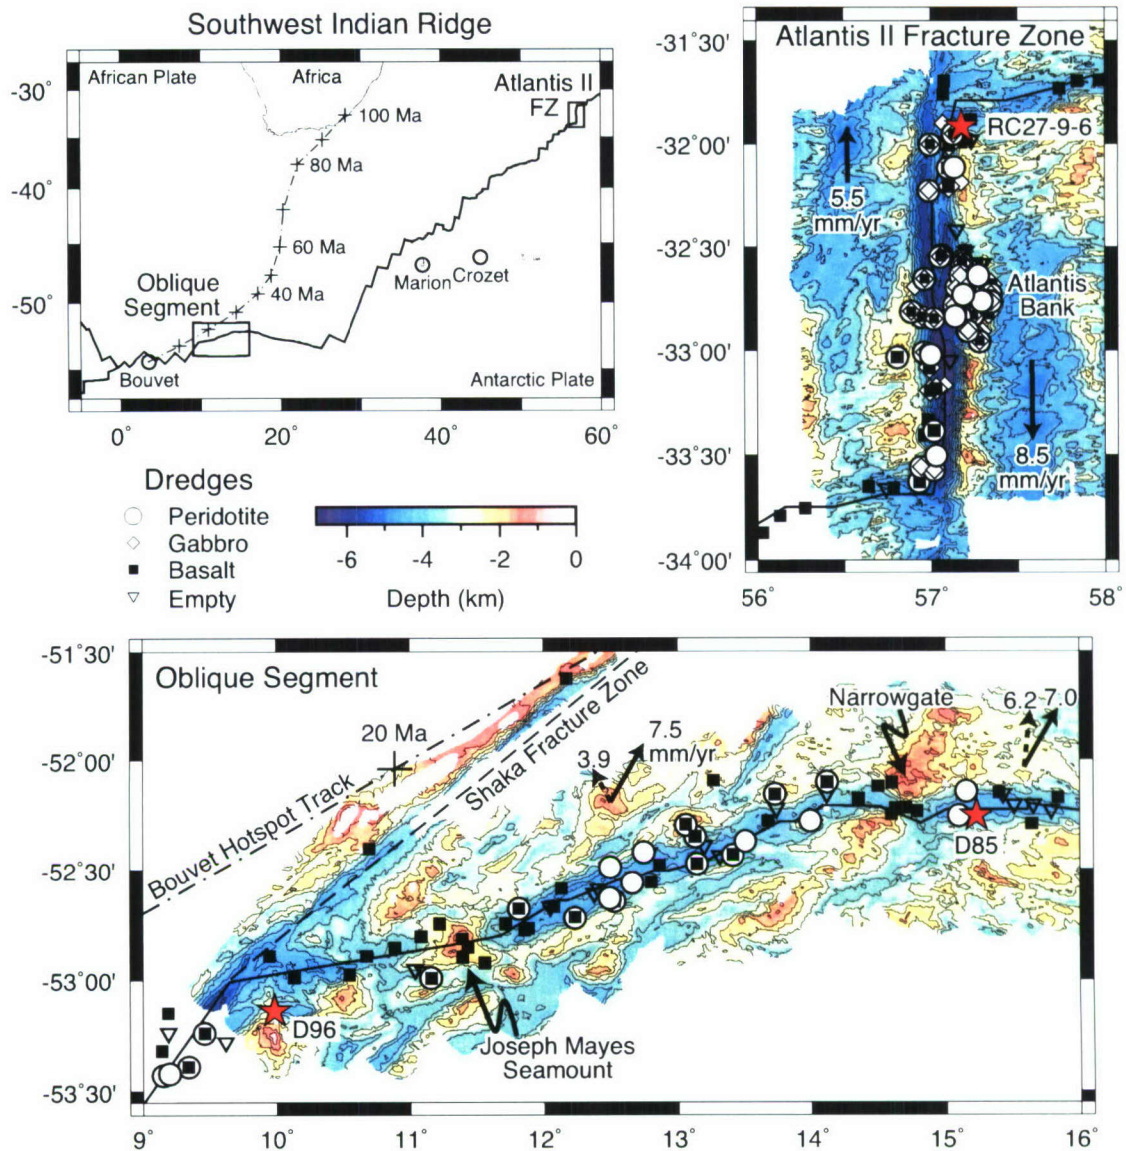 Southwest Indian Ridge
-30°
-40°
-50°
African Plate
Africa
Atlantis II
FZ
100 Ma
80 Ma
60 Ma
40 Ma
Oblique
Segment
Marion
Crozet
Bouvet
Antarctic Plate
0°
20°
40°
60°
Dredges
Peridotite
Gabbro
Basalt
Empty
-6
-4
-2
0
Depth (km)
Atlantis II Fracture Zone
-31°30'
-32°00'
-32°30'
-33°00'
-33°30'
-34°00'
RC27-9-6
5.5
mm/yr
Atlantis
Bank
8.5
mm/yr
56°
57°
58°
Oblique Segment
-51°30'
-52°00'
-52°30'
-53°00'
-53°30'
20 Ma
Bouvet Hotspot Track
Shaka Fracture Zone
3.9
7.5
mm/yr
Narrowgate
6.2
7.0
D85
D96
Joseph Mayes
Seamount
9°
10°
11°
12°
13°
14°
15°
16°